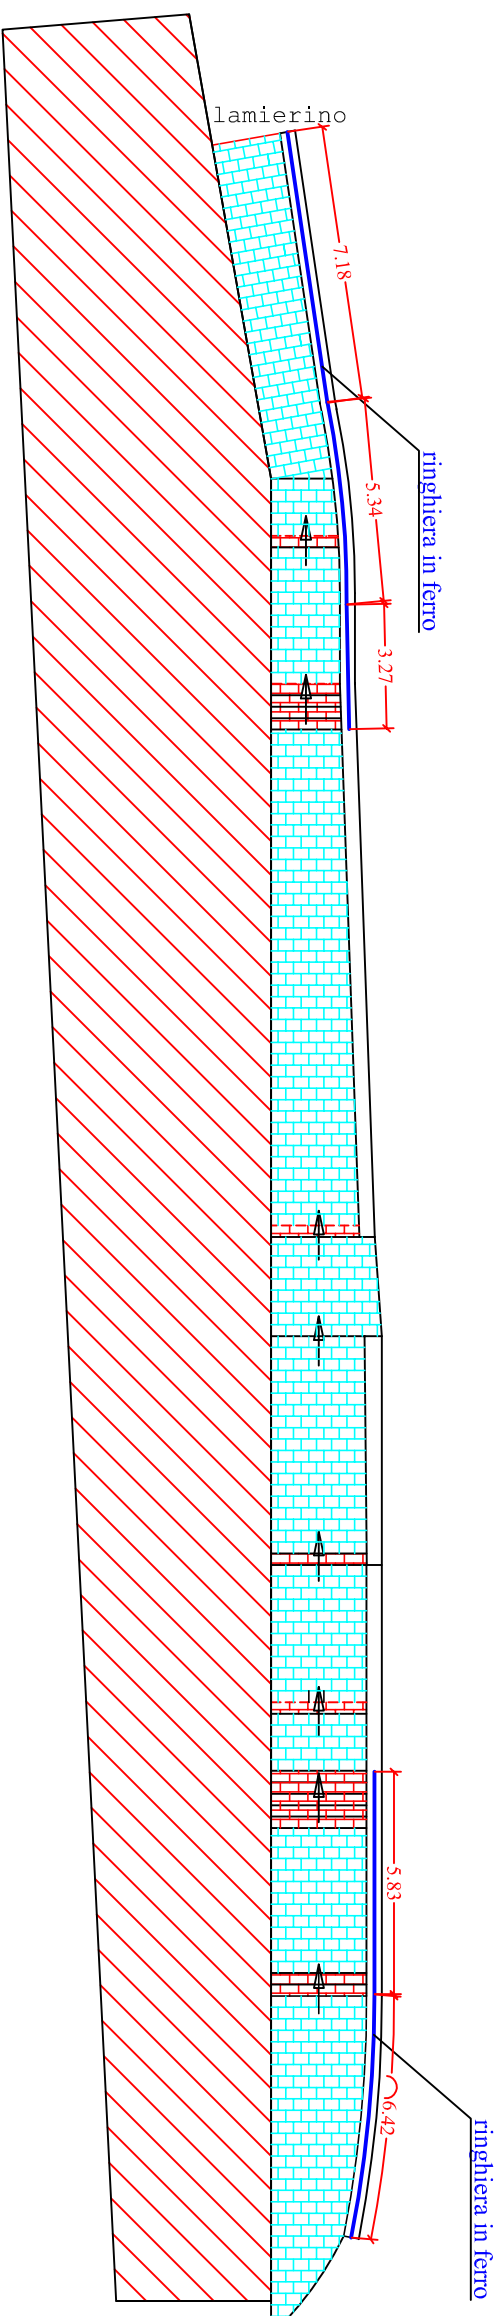 lamierino
7.18
ringhiera in ferro
5.34
3.27
5.83
6.42
ringhiera in ferro